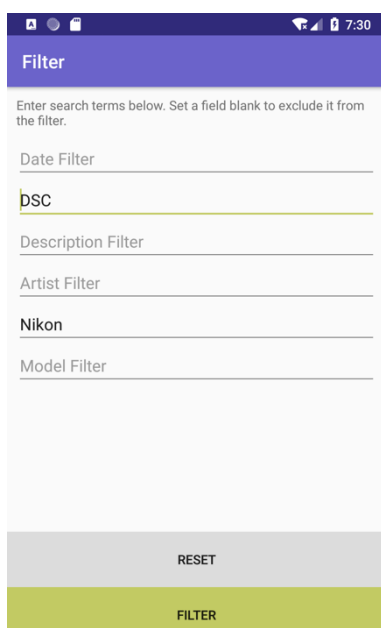 7:30
Filter
Enter search terms below. Set a field blank to exclude it from
the filter.
Date Filter
DSC
Description Filter
Artist Filter
Nikon
Model Filter
RESET
FILTER